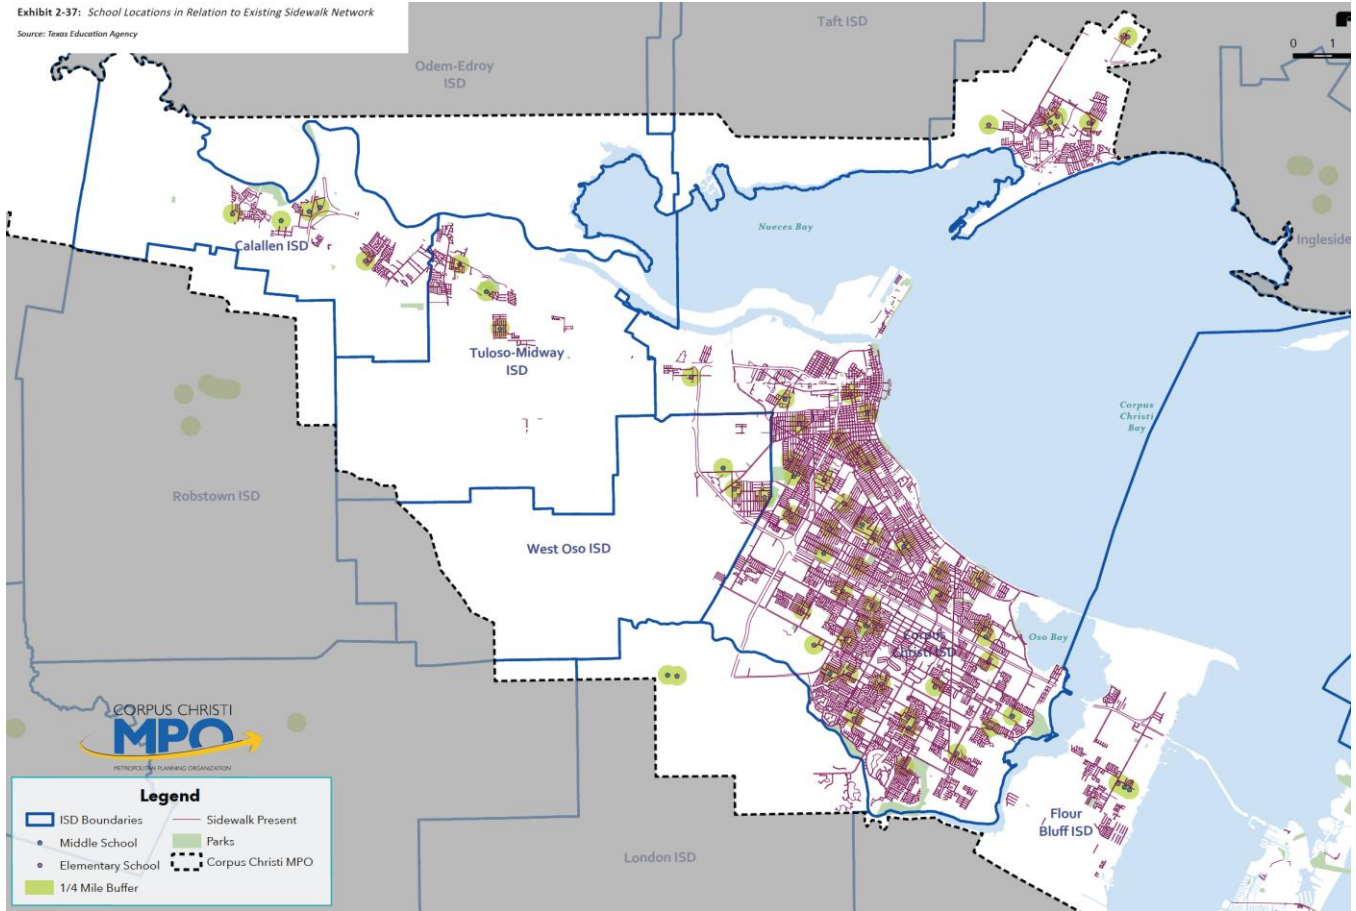 Exhibit 2-37: School Locations in Relation to Existing Sidewalk Network
Source: Texas Education Agency
Taft ISD
0 1
Odem-Edroy
ISD
Nueces Bay
Calallen ISD
Ingleside
Tuloso-Midway
ISD
Corpus
Christi
Bay
Robstown ISD
West Oso ISD
Corpus
Christi ISD
Oso Bay
CORPUS CHRISTI
MPO
METROPOLITAN PLANNING ORGANIZATION
Legend
ISD Boundaries
Sidewalk Present
Middle School
Parks
Elementary School
Corpus Christi MPO
1/4 Mile Buffer
Flour
Bluff ISD
London ISD